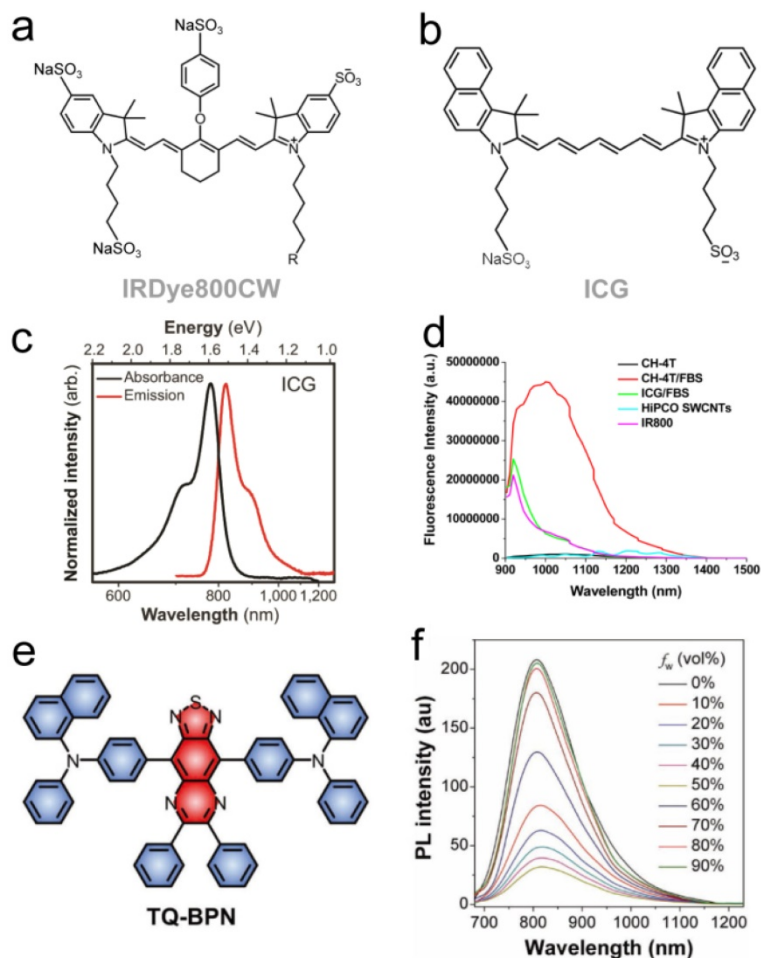 a
NaSO₃
NaSO₃
SO₃⁻
O
N
N⁺
NaSO₃
R
IRDye800CW
b
N
N⁺
NaSO₃
SO₃⁻
ICG
c
Energy (eV)
2.2 2.0 1.8 1.6 1.4 1.2 1.0
Absorbance
Emission
ICG
Normalized intensity (arb.)
600 800 1,000 1,200
Wavelength (nm)
d
50000000
40000000
30000000
20000000
10000000
0
Fluorescence Intensity (a.u.)
CH-4T
CH-4T/FBS
ICG/FBS
HiPCO SWCNTs
IR800
900 1000 1100 1200 1300 1400 1500
Wavelength (nm)
e
S
N N
N N
N N
TQ-BPN
f
200
150
100
50
0
PL intensity (au)
fw (vol%)
0%
10%
20%
30%
40%
50%
60%
70%
80%
90%
700 800 900 1000 1100 1200
Wavelength (nm)